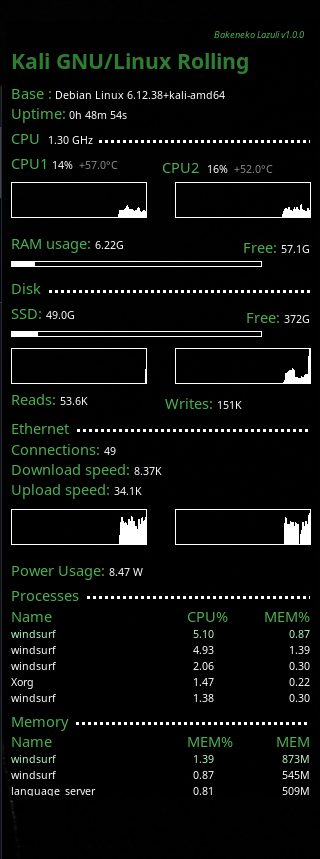 Bakeneko Lazuli v1.0.0
Kali GNU/Linux Rolling
Base : Debian Linux 6.12.38+kali-amd64
Uptime: 0h 48m 54s
CPU 1.30 GHz
CPU1 14% +57.0°C CPU2 16% +52.0°C
RAM usage: 6.22G Free: 57.1G
Disk
SSD: 49.0G Free: 372G
Reads: 53.6K Writes: 151K
Ethernet
Connections: 49
Download speed: 8.37K
Upload speed: 34.1K
Power Usage: 8.47 W
Processes
Name CPU% MEM%
windsurf 5.10 0.87
windsurf 4.93 1.39
windsurf 2.06 0.30
Xorg 1.47 0.22
windsurf 1.38 0.30
Memory
Name MEM% MEM
windsurf 1.39 873M
windsurf 0.87 545M
language_server 0.81 509M